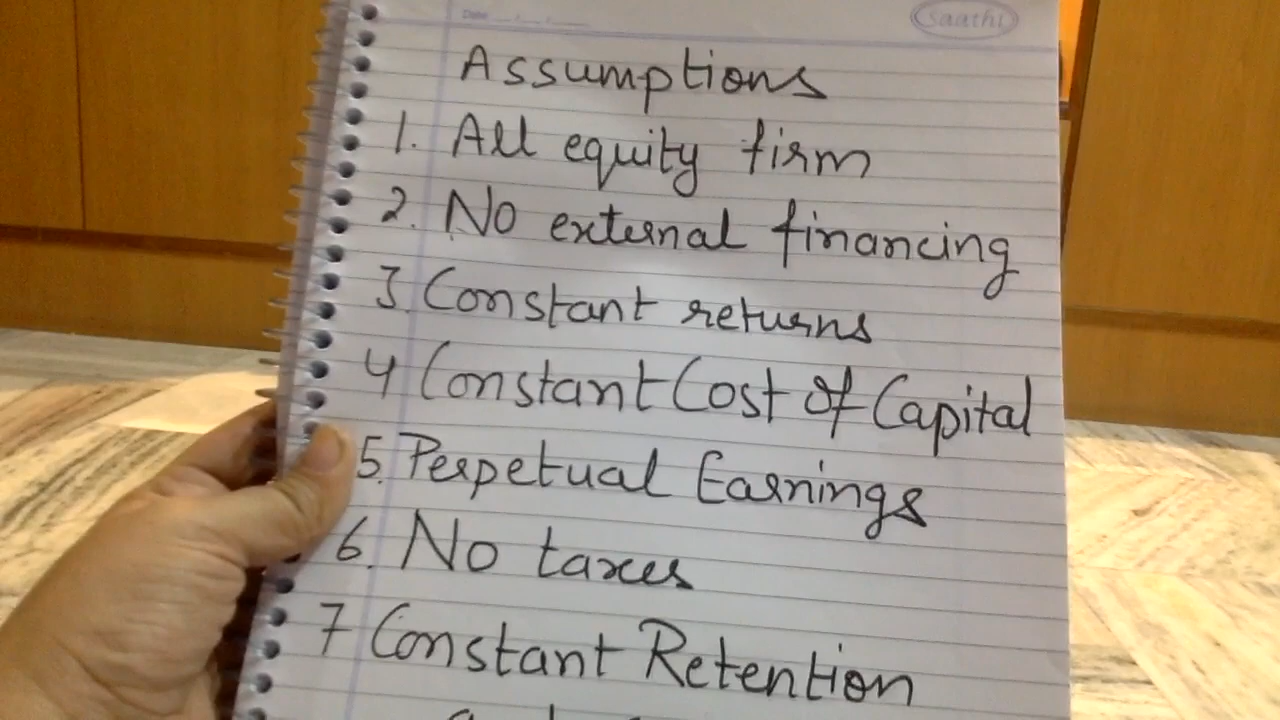 Date
Saathi
Assumptions
1. All equity firm
2. No external financing
3. Constant returns
4 Constant Cost of Capital
5. Perpetual Earnings
6. No taxes
7 Constant Retention